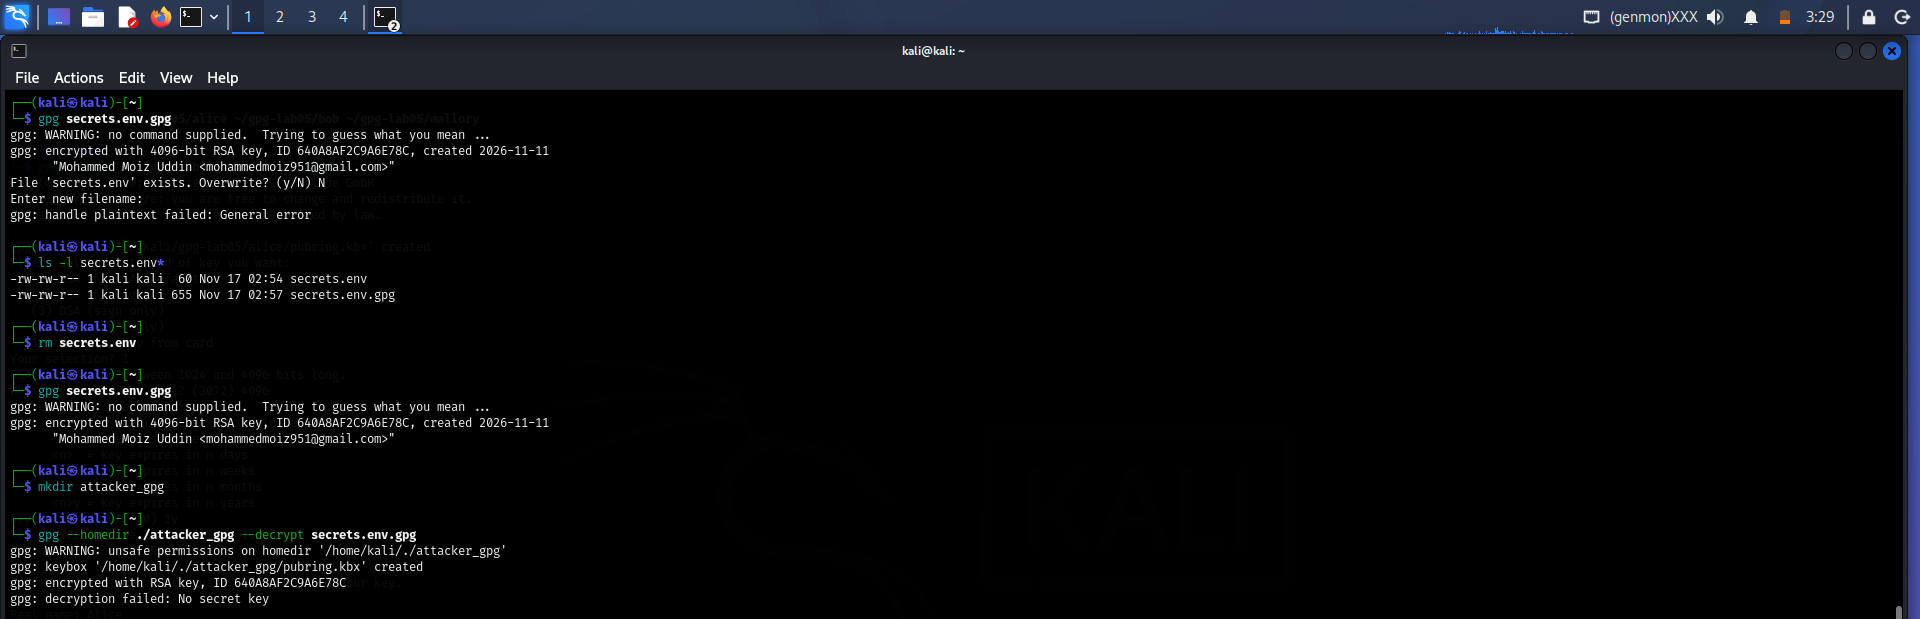 1 2 3 4 2 (genmon)XXX 3:29
kali@kali: ~
File Actions Edit View Help
┌──(kali㉿kali)-[~]
└─$ gpg secrets.env.gpg
gpg: WARNING: no command supplied.  Trying to guess what you mean ...
gpg: encrypted with 4096-bit RSA key, ID 640A8AF2C9A6E78C, created 2026-11-11
      "Mohammed Moiz Uddin <mohammedmoiz951@gmail.com>"
File 'secrets.env' exists. Overwrite? (y/N) N
Enter new filename:
gpg: handle plaintext failed: General error
┌──(kali㉿kali)-[~]
└─$ ls -l secrets.env*
-rw-rw-r-- 1 kali kali  60 Nov 17 02:54 secrets.env
-rw-rw-r-- 1 kali kali 655 Nov 17 02:57 secrets.env.gpg
┌──(kali㉿kali)-[~]
└─$ rm secrets.env
┌──(kali㉿kali)-[~]
└─$ gpg secrets.env.gpg
gpg: WARNING: no command supplied.  Trying to guess what you mean ...
gpg: encrypted with 4096-bit RSA key, ID 640A8AF2C9A6E78C, created 2026-11-11
      "Mohammed Moiz Uddin <mohammedmoiz951@gmail.com>"
┌──(kali㉿kali)-[~]
└─$ mkdir attacker_gpg
┌──(kali㉿kali)-[~]
└─$ gpg --homedir ./attacker_gpg --decrypt secrets.env.gpg
gpg: WARNING: unsafe permissions on homedir '/home/kali/./attacker_gpg'
gpg: keybox '/home/kali/./attacker_gpg/pubring.kbx' created
gpg: encrypted with RSA key, ID 640A8AF2C9A6E78C
gpg: decryption failed: No secret key